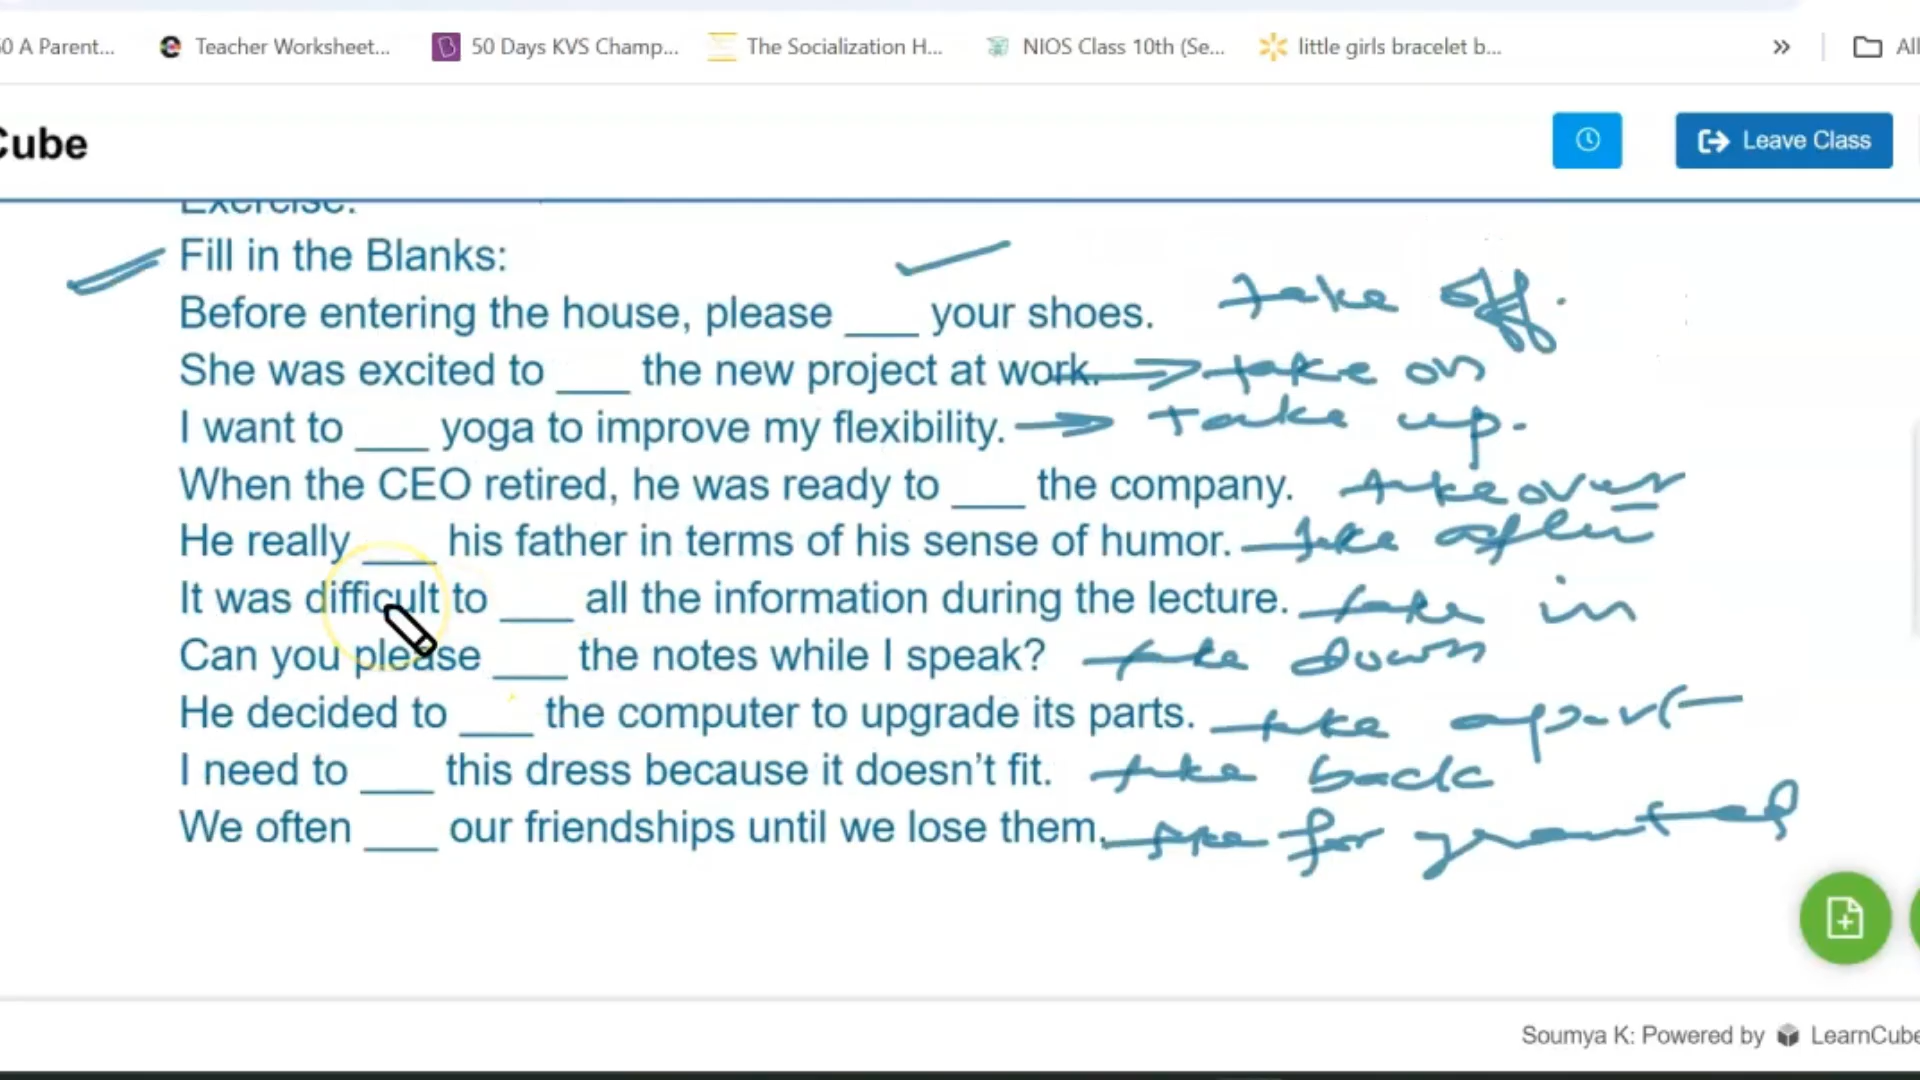 0 A Parent... Teacher Worksheet... 50 Days KVS Champ... The Socialization H... NIOS Class 10th (Se... little girls bracelet b... » All
Cube Leave Class
Exercise:
Fill in the Blanks:
Before entering the house, please ___ your shoes. take off.
She was excited to ___ the new project at work. take on
I want to ___ yoga to improve my flexibility. Take up.
When the CEO retired, he was ready to ___ the company. take over
He really ___ his father in terms of his sense of humor. take after
It was difficult to ___ all the information during the lecture. take in
Can you please ___ the notes while I speak? take down
He decided to ___ the computer to upgrade its parts. take apart
I need to ___ this dress because it doesn't fit. take back
We often ___ our friendships until we lose them. take for granted
Soumya K: Powered by LearnCube